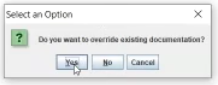 Select an Option
Do you want to override existing documentation?
Yes No Cancel